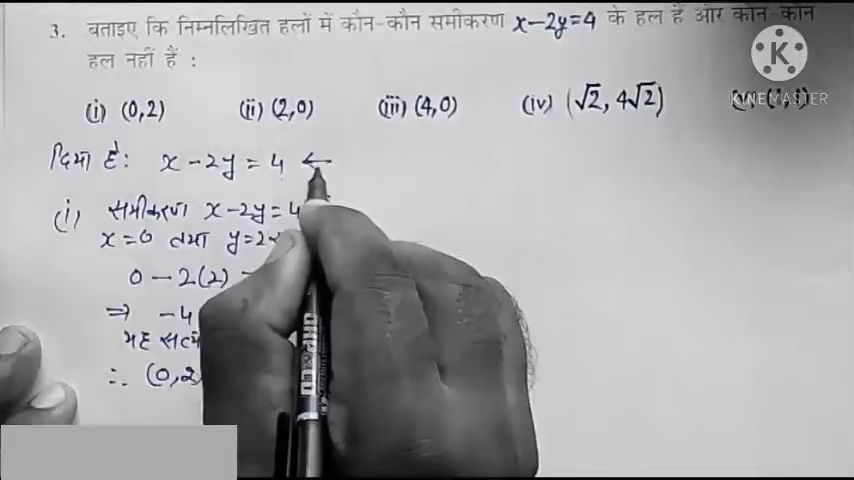 3. बताइए कि निम्नलिखित हलों में कौन-कौन समीकरण x-2y=4 के हल हैं और कौन-कौन
हल नहीं हैं :
(i) (0,2) (ii) (2,0) (iii) (4,0) (iv) (√2, 4√2)
KINEMASTER
दिया है: x - 2y = 4 ←
(i) समीकरण x-2y=4
x=0 तथा y=2
0 - 2(2)
⇒ -4
यह
∴ (0,2